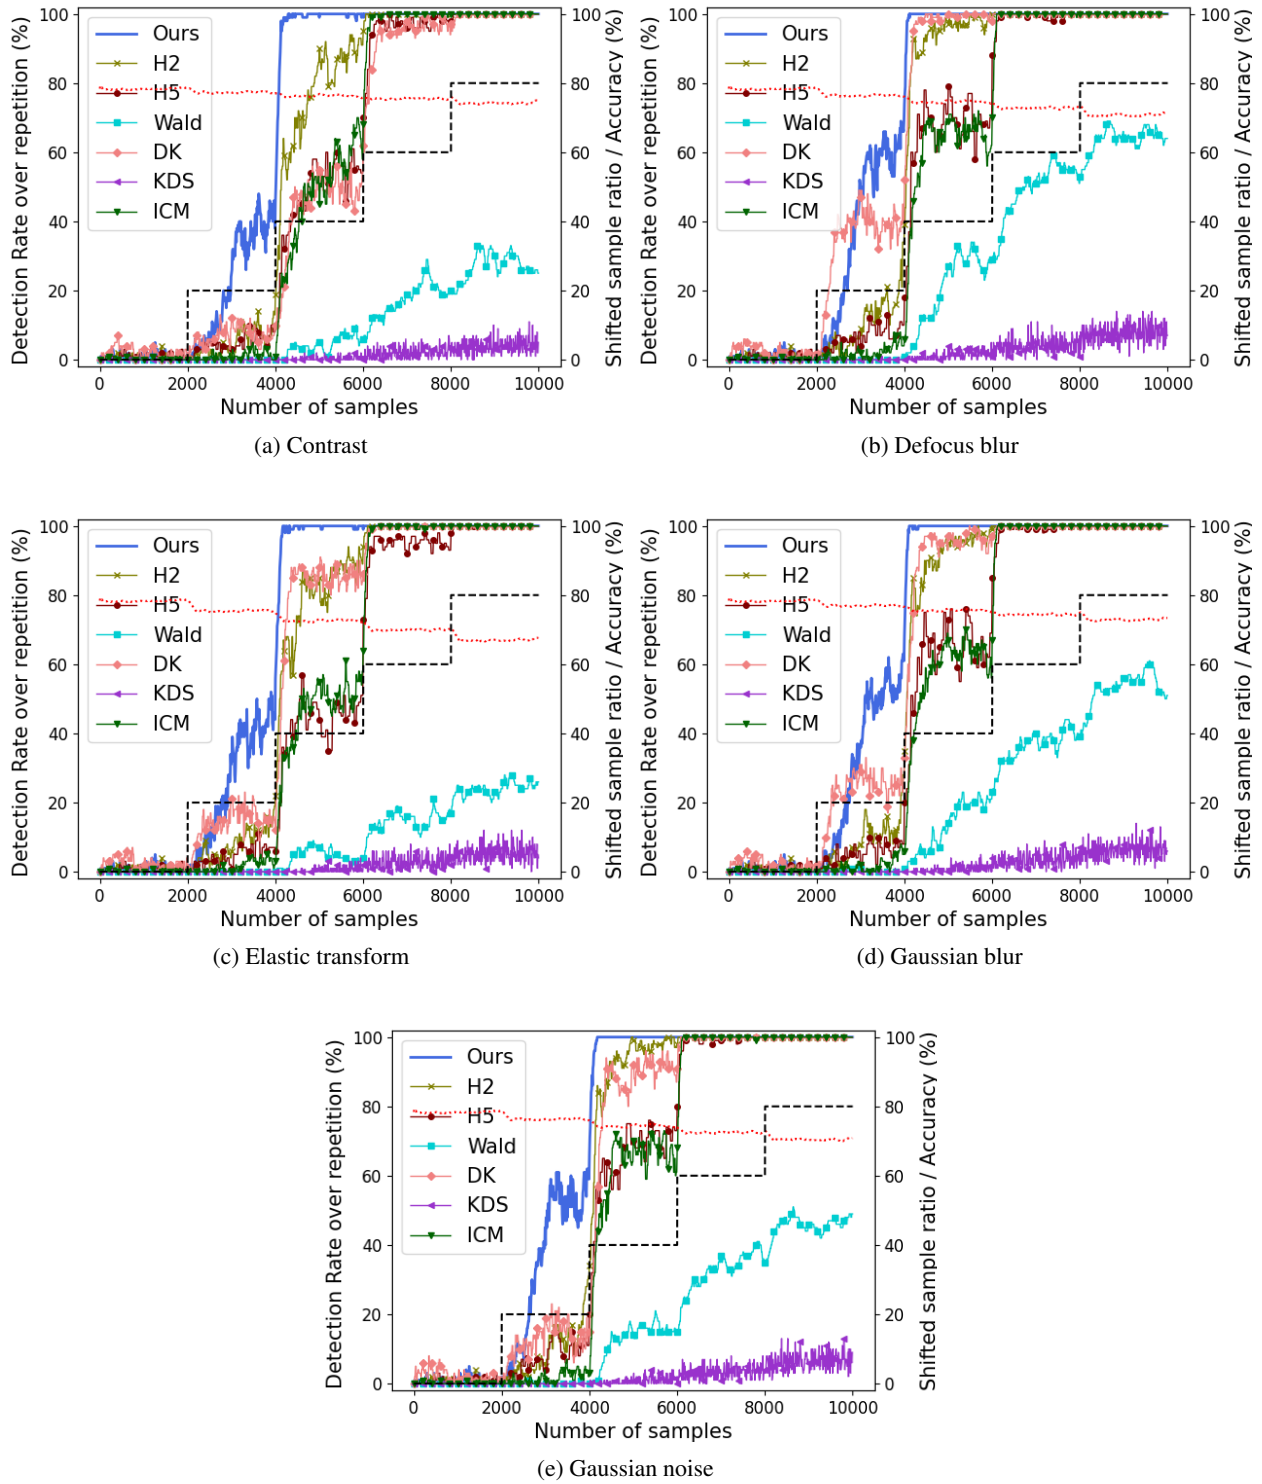 Detection Rate over repetition (%)
100
80
60
40
20
0
Ours
H2
H5
Wald
DK
KDS
ICM
100
80
60
40
20
0
Shifted sample ratio / Accuracy (%)
0 2000 4000 6000 8000 10000
Number of samples
(a) Contrast
Detection Rate over repetition (%)
100
80
60
40
20
0
Ours
H2
H5
Wald
DK
KDS
ICM
100
80
60
40
20
0
Shifted sample ratio / Accuracy (%)
0 2000 4000 6000 8000 10000
Number of samples
(b) Defocus blur
Detection Rate over repetition (%)
100
80
60
40
20
0
Ours
H2
H5
Wald
DK
KDS
ICM
100
80
60
40
20
0
Shifted sample ratio / Accuracy (%)
0 2000 4000 6000 8000 10000
Number of samples
(c) Elastic transform
Detection Rate over repetition (%)
100
80
60
40
20
0
Ours
H2
H5
Wald
DK
KDS
ICM
100
80
60
40
20
0
Shifted sample ratio / Accuracy (%)
0 2000 4000 6000 8000 10000
Number of samples
(d) Gaussian blur
Detection Rate over repetition (%)
100
80
60
40
20
0
Ours
H2
H5
Wald
DK
KDS
ICM
100
80
60
40
20
0
Shifted sample ratio / Accuracy (%)
0 2000 4000 6000 8000 10000
Number of samples
(e) Gaussian noise